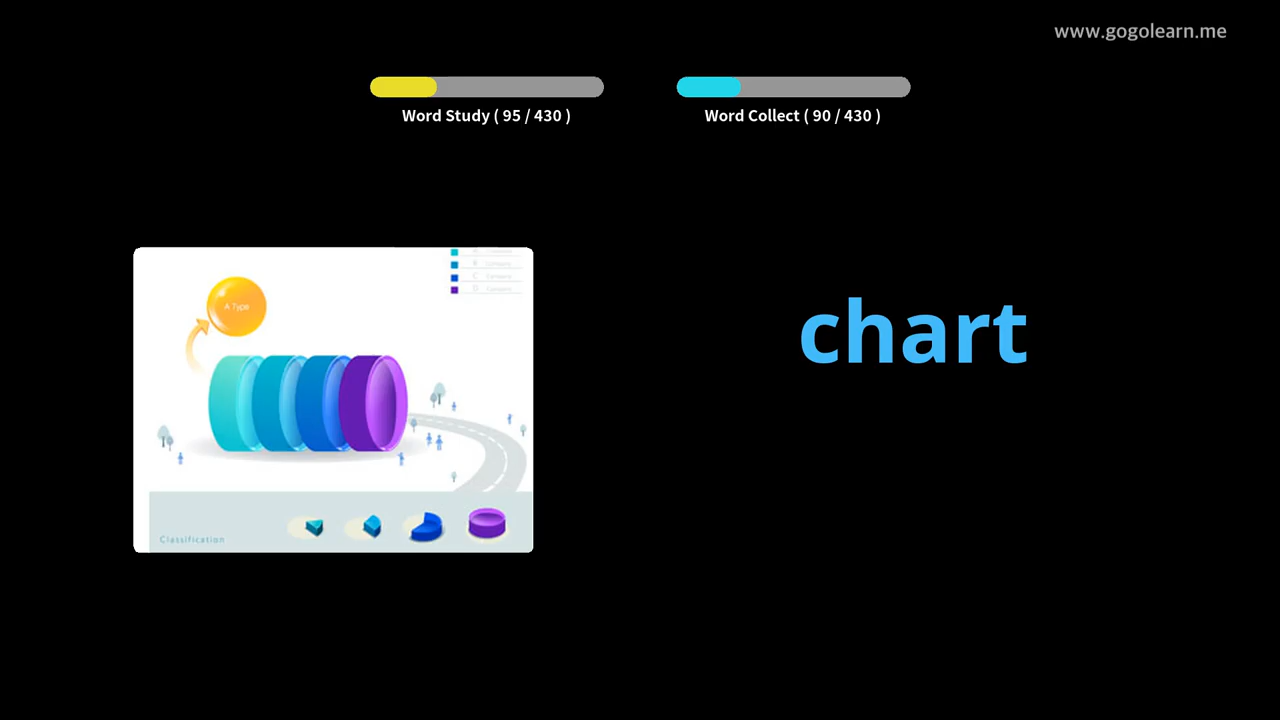 www.gogolearn.me
Word Study ( 95 / 430 )
Word Collect ( 90 / 430 )
A Type
B
C
D
chart
Classification